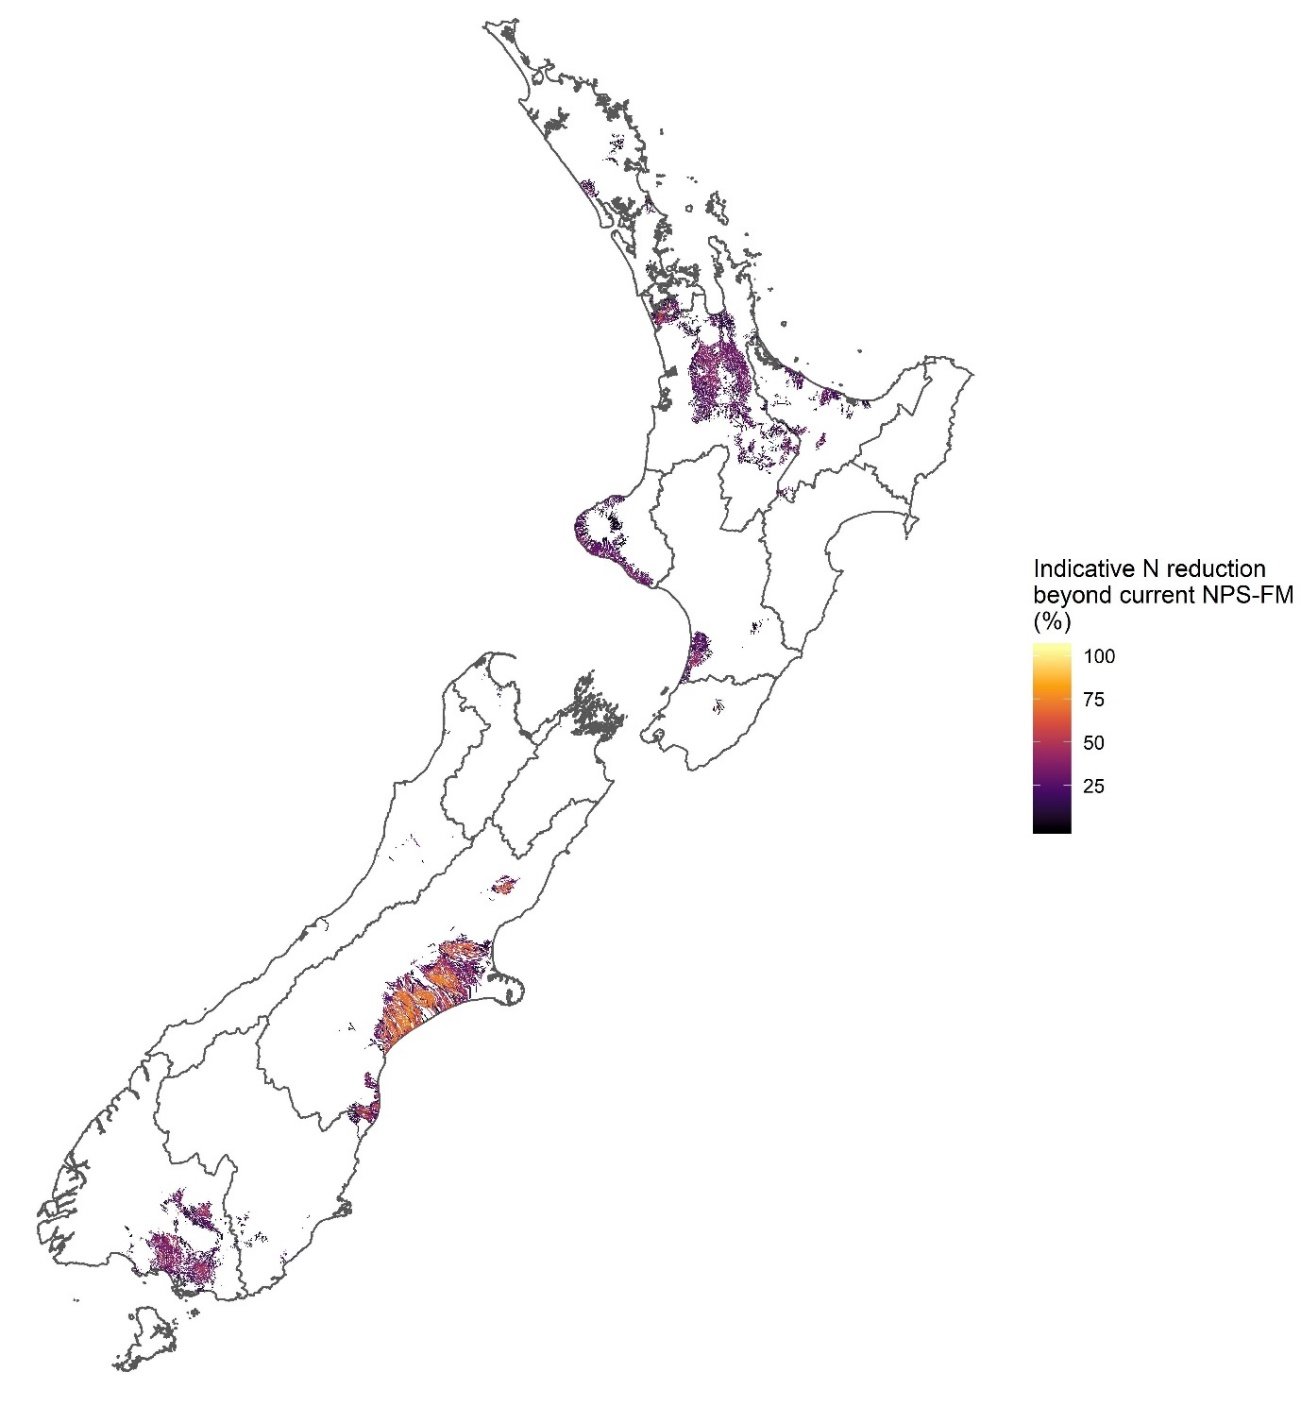 Indicative N reduction
beyond current NPS-FM
(%)
100
75
50
25